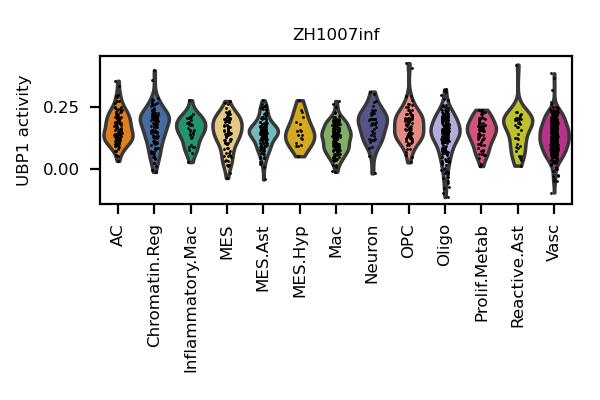 ZH1007inf
UBP1 activity
0.25
0.00
AC
Chromatin.Reg
Inflammatory.Mac
MES
MES.Ast
MES.Hyp
Mac
Neuron
OPC
Oligo
Prolif.Metab
Reactive.Ast
Vasc